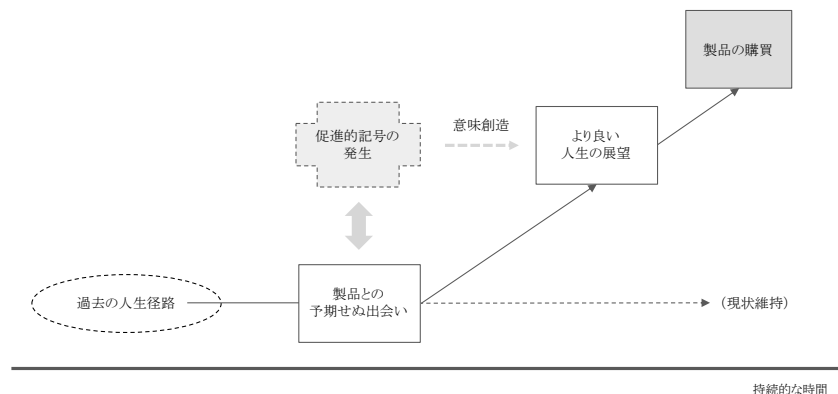 製品の購買
促進的記号の
発生
意味創造
より良い
人生の展望
過去の人生径路
製品との
予期せぬ出会い
（現状維持）
持続的な時間